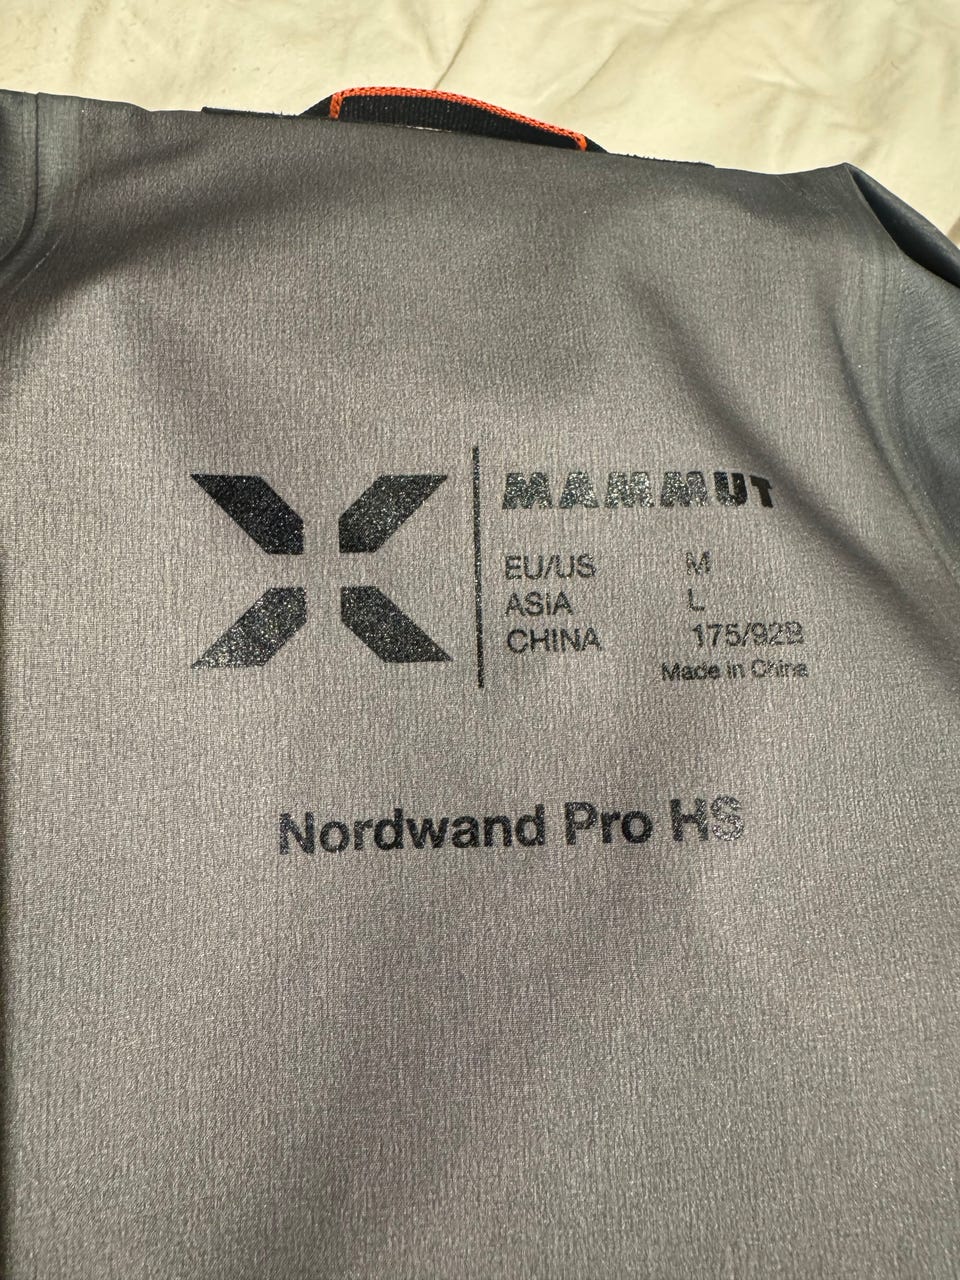 MAMMUT
EU/US M
ASIA L
CHINA 175/92B
Made in China
Nordwand Pro HS